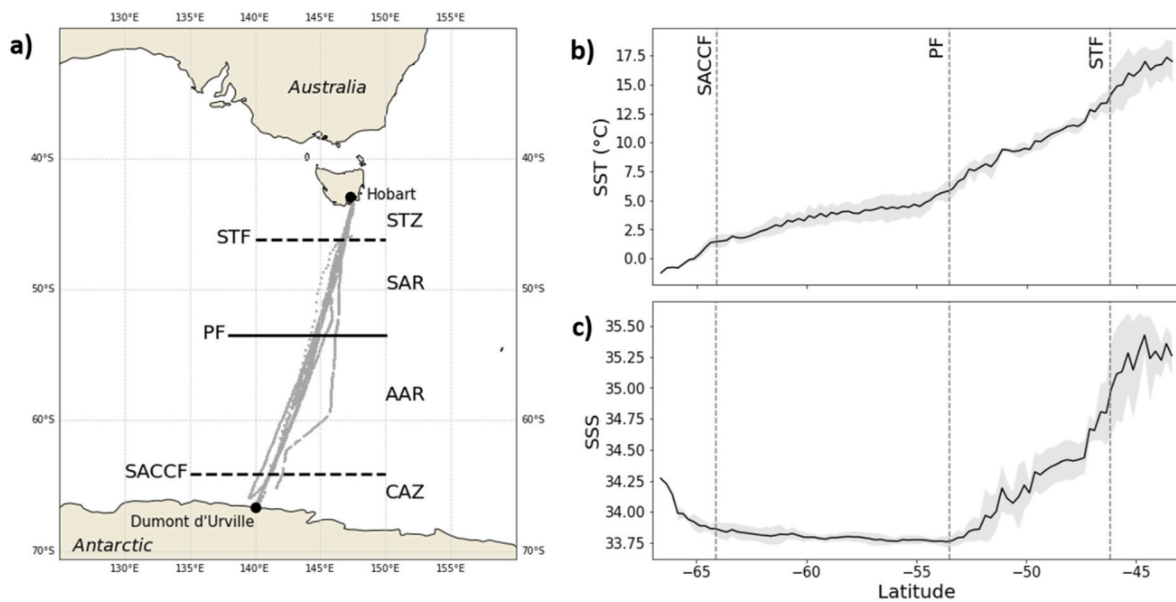 a)
130°E 135°E 140°E 145°E 150°E 155°E
Australia
40°S 40°S
Hobart
STZ
STF
SAR
50°S 50°S
PF
AAR
60°S 60°S
SACCF
CAZ
Dumont d'Urville
Antarctic
70°S 70°S
130°E 135°E 140°E 145°E 150°E 155°E
b)
SACCF PF STF
17.5
15.0
12.5
10.0
7.5
5.0
2.5
0.0
SST (°C)
c)
35.50
35.25
35.00
34.75
34.50
34.25
34.00
33.75
SSS
−65 −60 −55 −50 −45
Latitude